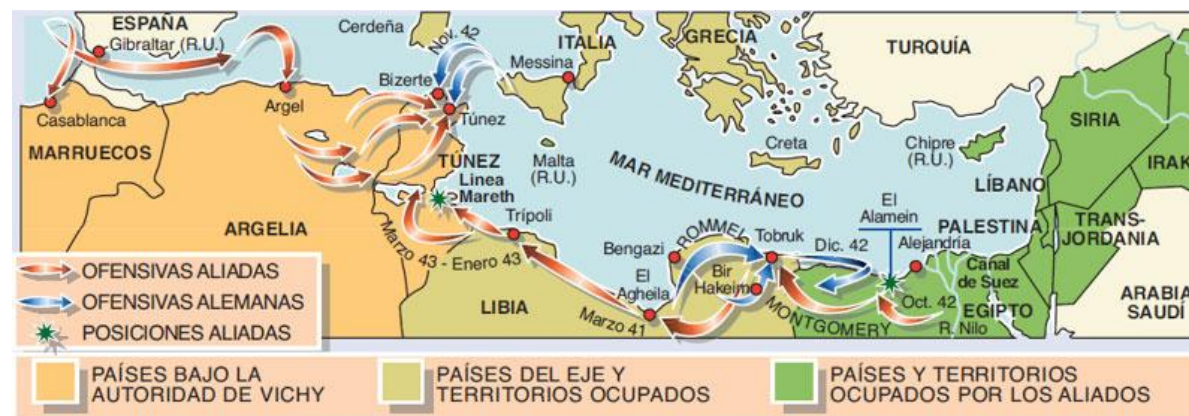 ESPAÑA
Gibraltar (R.U.)
Cerdeña
Nov. 42
ITALIA
GRECIA
TURQUÍA
Messina
Bizerte
Argel
Túnez
Casablanca
MARRUECOS
TÚNEZ
Linea
Mareth
Malta
(R.U.)
Creta
Chipre
(R.U.)
SIRIA
IRAK
MAR MEDITERRÁNEO
LÍBANO
El
Alamein
PALESTINA
TRANS-
JORDANIA
ARGELIA
Trípoli
Marzo 43 - Enero 43
Bengazi
ROMMEL
Tobruk
Dic. 42
Alejandría
Canal
de Suez
El
Agheila
Bir
Hakeim
Oct. 42
EGIPTO
R. Nilo
ARABIA
SAUDÍ
LIBIA
Marzo 41
MONTGOMERY
OFENSIVAS ALIADAS
OFENSIVAS ALEMANAS
POSICIONES ALIADAS
PAÍSES BAJO LA
AUTORIDAD DE VICHY
PAÍSES DEL EJE Y
TERRITORIOS OCUPADOS
PAÍSES Y TERRITORIOS
OCUPADOS POR LOS ALIADOS